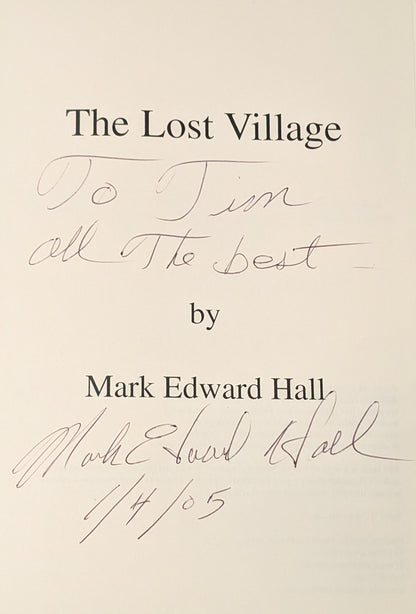 The Lost Village
To Tim
all The best
by
Mark Edward Hall
Mark Edward Hall
1/4/05